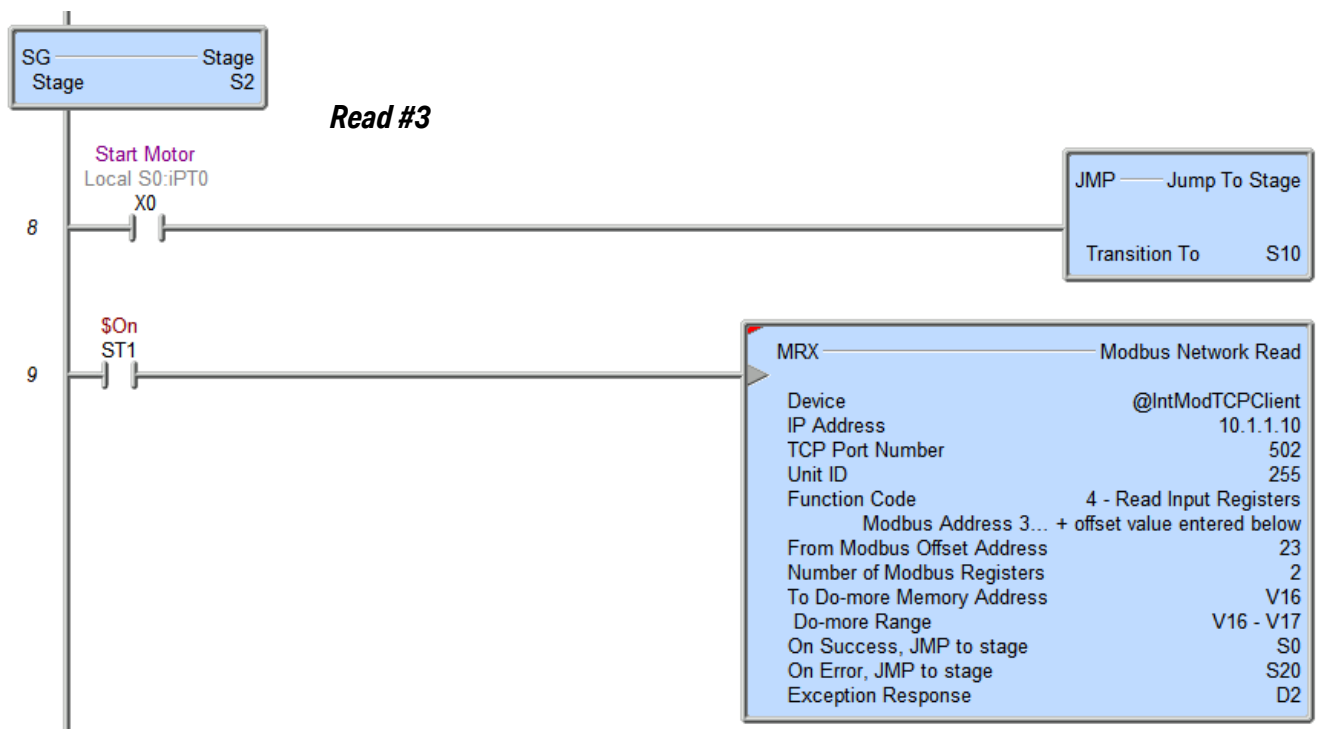 SG Stage
Stage S2
Read #3
Start Motor
Local S0:iPT0
X0
8
JMP Jump To Stage
Transition To S10
$On
ST1
9
MRX Modbus Network Read
Device @IntModTCPClient
IP Address 10.1.1.10
TCP Port Number 502
Unit ID 255
Function Code 4 - Read Input Registers
Modbus Address 3... + offset value entered below
From Modbus Offset Address 23
Number of Modbus Registers 2
To Do-more Memory Address V16
Do-more Range V16 - V17
On Success, JMP to stage S0
On Error, JMP to stage S20
Exception Response D2